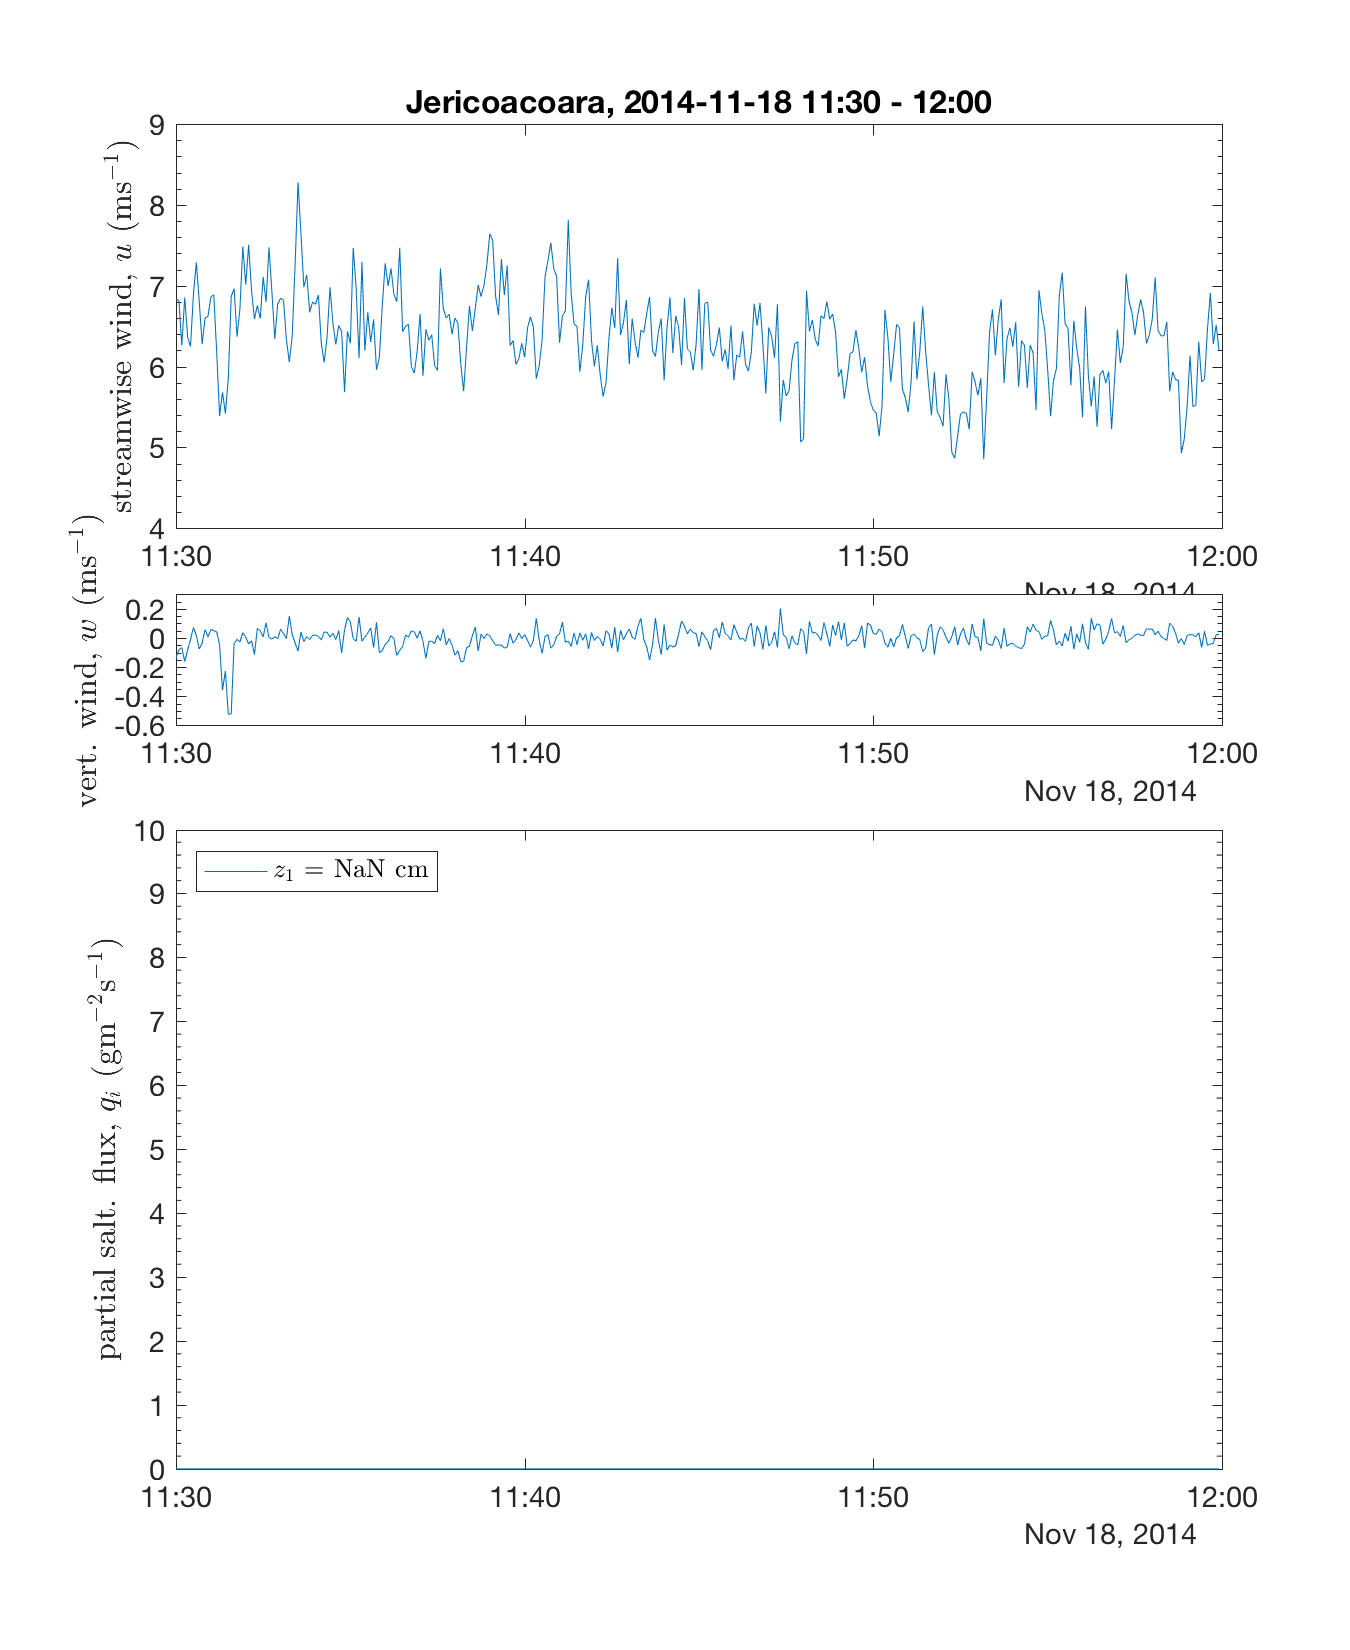 Jericoacoara, 2014-11-18 11:30 - 12:00
streamwise wind, u (ms⁻¹)
9
8
7
6
5
4
11:30 11:40 11:50 12:00
Nov 18, 2014
vert. wind, w (ms⁻¹)
0.2
0
-0.2
-0.4
-0.6
11:30 11:40 11:50 12:00
Nov 18, 2014
partial salt. flux, qᵢ (gm⁻²s⁻¹)
10
9
8
7
6
5
4
3
2
1
0
z₁ = NaN cm
11:30 11:40 11:50 12:00
Nov 18, 2014